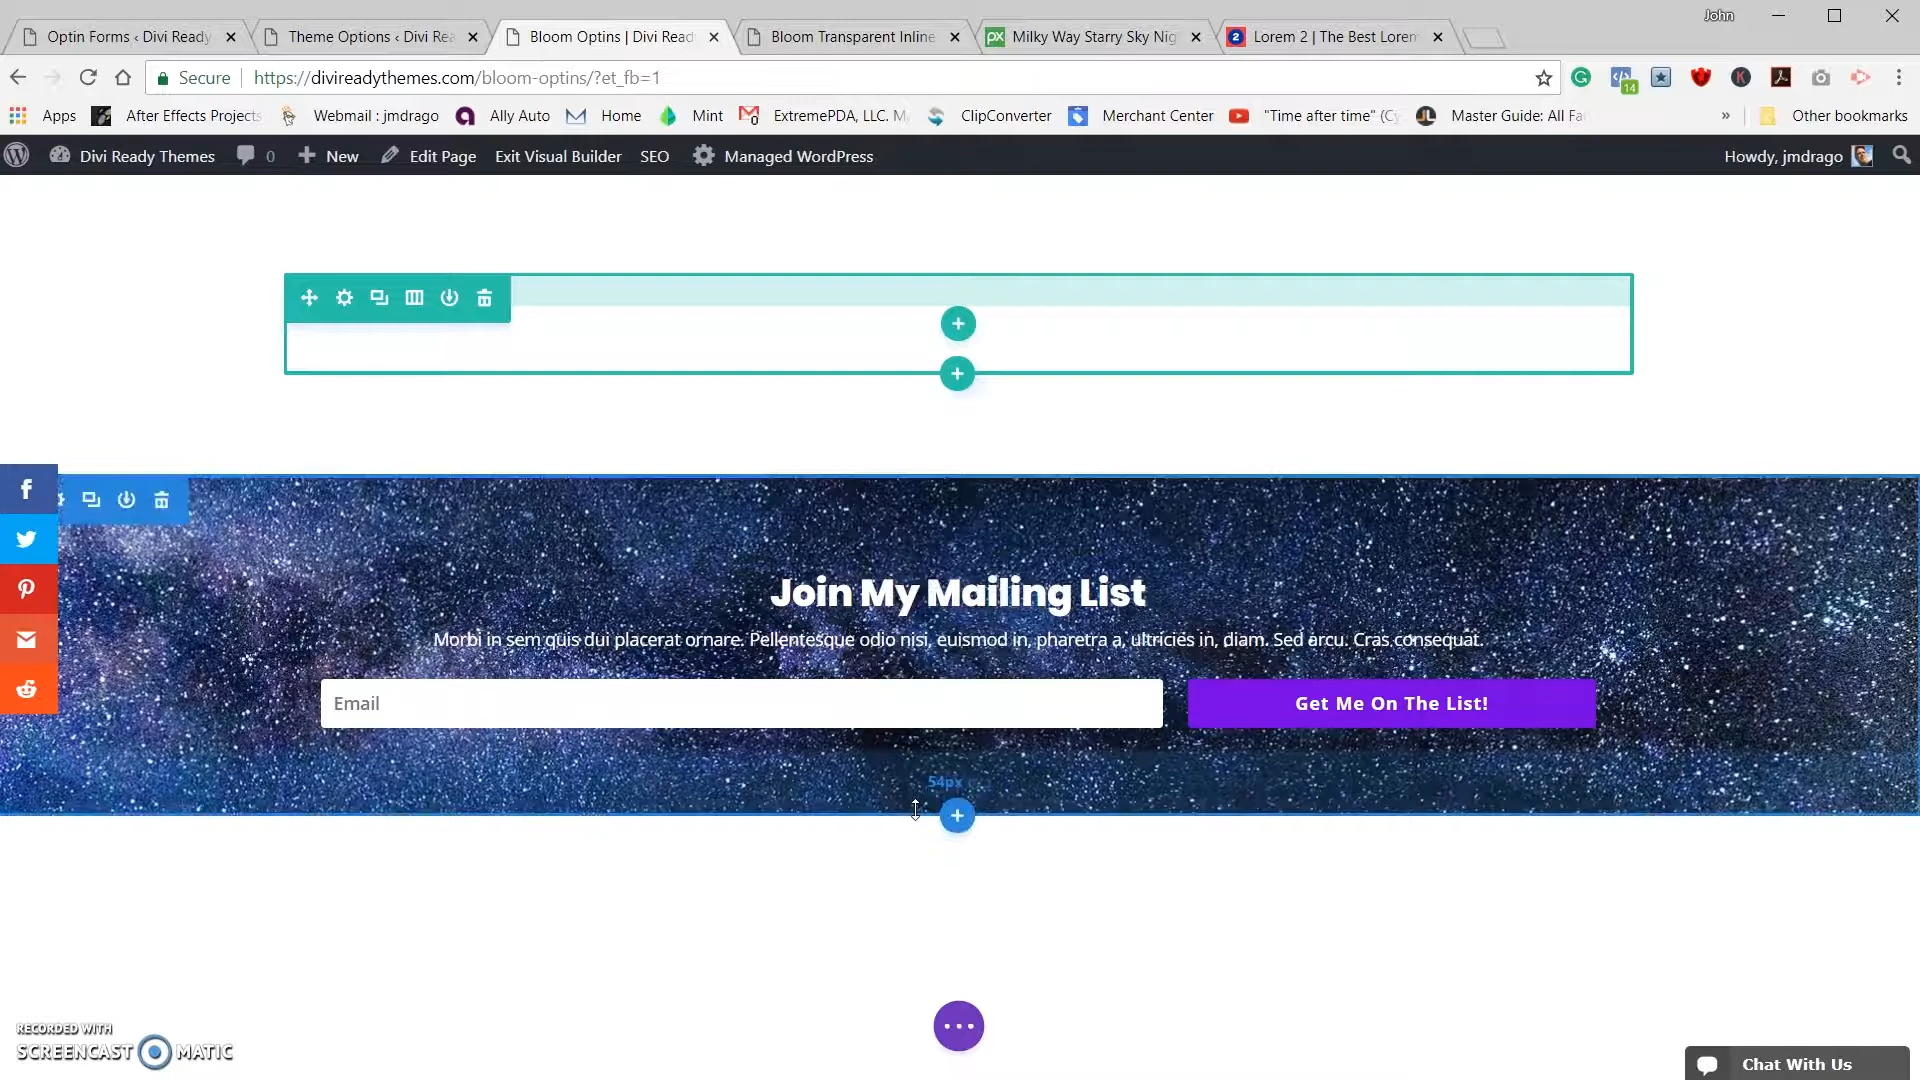 John
Optin Forms ‹ Divi Ready
Theme Options ‹ Divi Re
Bloom Optins | Divi Read
Bloom Transparent Inline
px Milky Way Starry Sky Nig
2 Lorem 2 | The Best Lorem
Secure https://divireadythemes.com/bloom-optins/?et_fb=1
14
Apps After Effects Projects Webmail : jmdrago Ally Auto Home Mint ExtremePDA, LLC. ClipConverter Merchant Center "Time after time" (C Master Guide: All Fa » Other bookmarks
Divi Ready Themes 0 New Edit Page Exit Visual Builder SEO Managed WordPress Howdy, jmdrago
Join My Mailing List
Morbi in sem quis dui placerat ornare. Pellentesque odio nisi, euismod in, pharetra a, ultricies in, diam. Sed arcu. Cras consequat.
Email
Get Me On The List!
54px
RECORDED WITH
SCREENCAST MATIC
Chat With Us